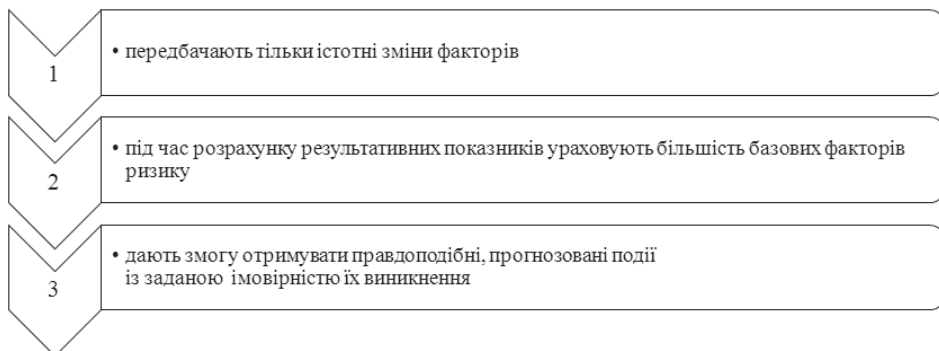 1
• передбачають тільки істотні зміни факторів
2
• під час розрахунку результативних показників ураховують більшість базових факторів
ризику
3
• дають змогу отримувати правдоподібні, прогнозовані події
із заданою імовірністю їх виникнення